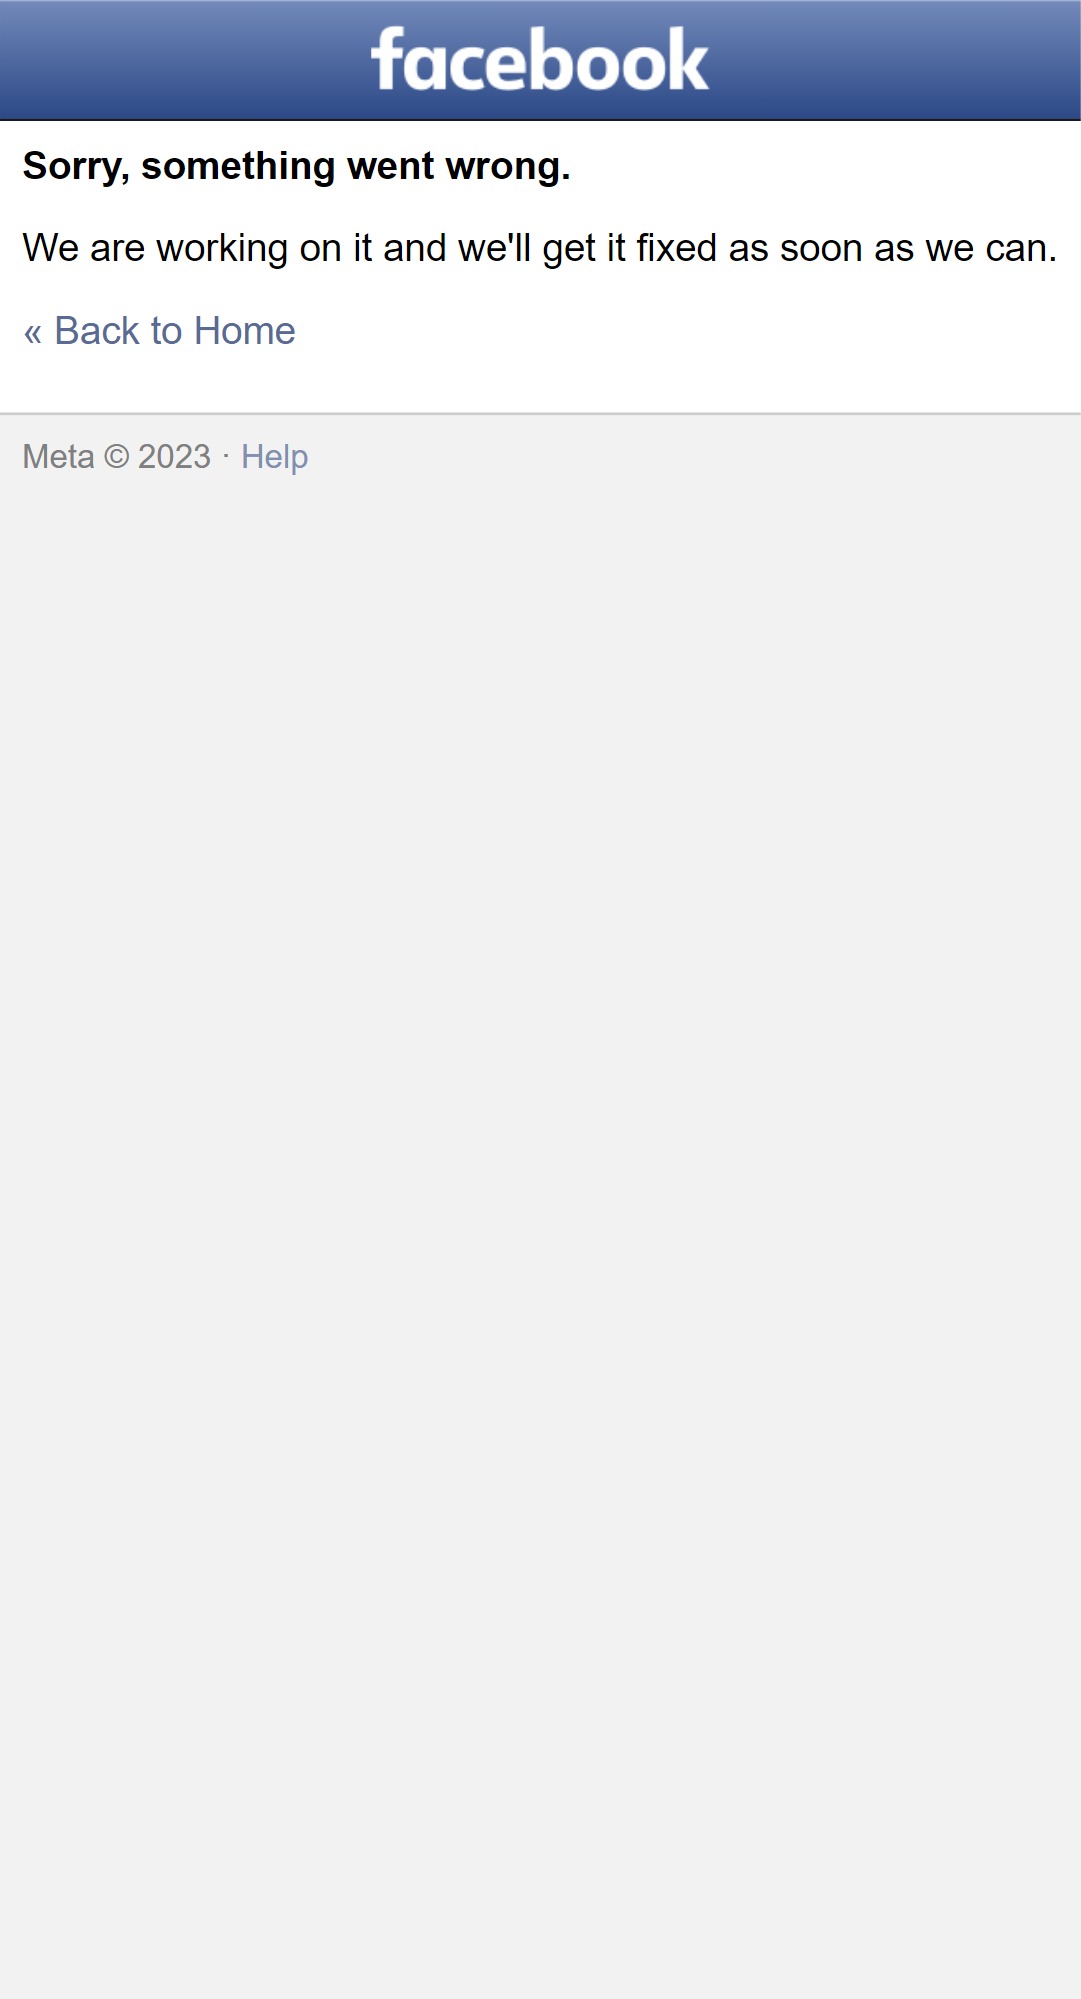 facebook
Sorry, something went wrong.
We are working on it and we'll get it fixed as soon as we can.
« Back to Home
Meta © 2023 · Help